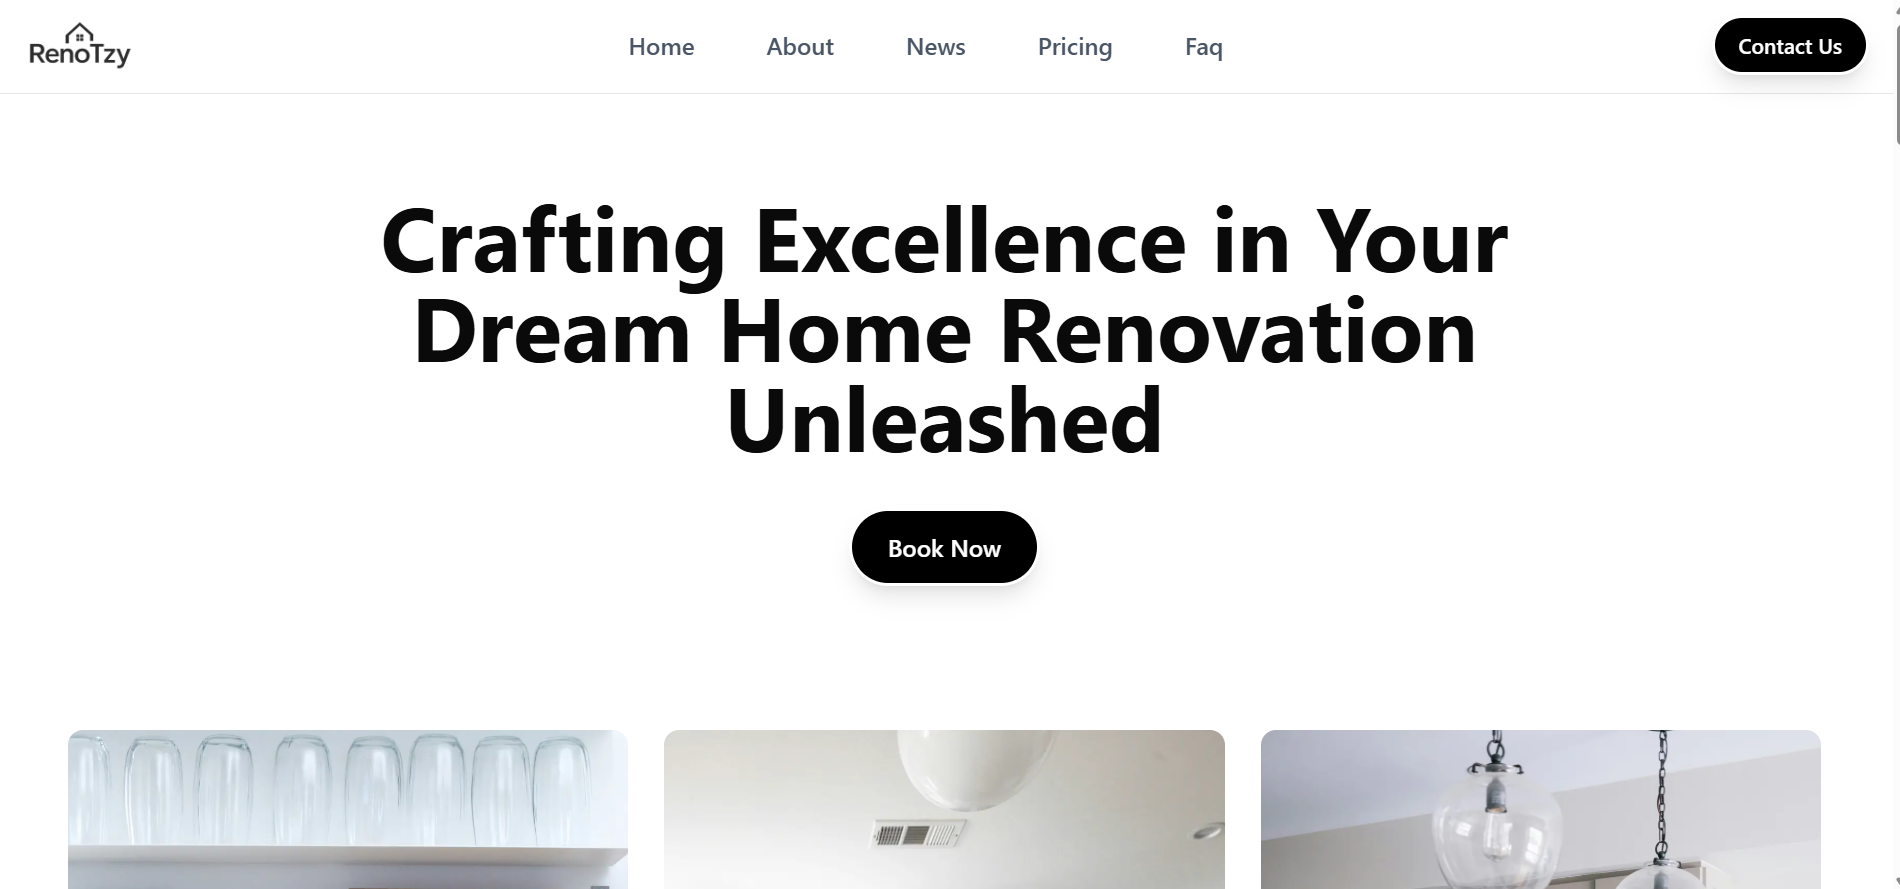 RenoTzy
Home
About
News
Pricing
Faq
Contact Us
Crafting Excellence in Your
Dream Home Renovation
Unleashed
Book Now